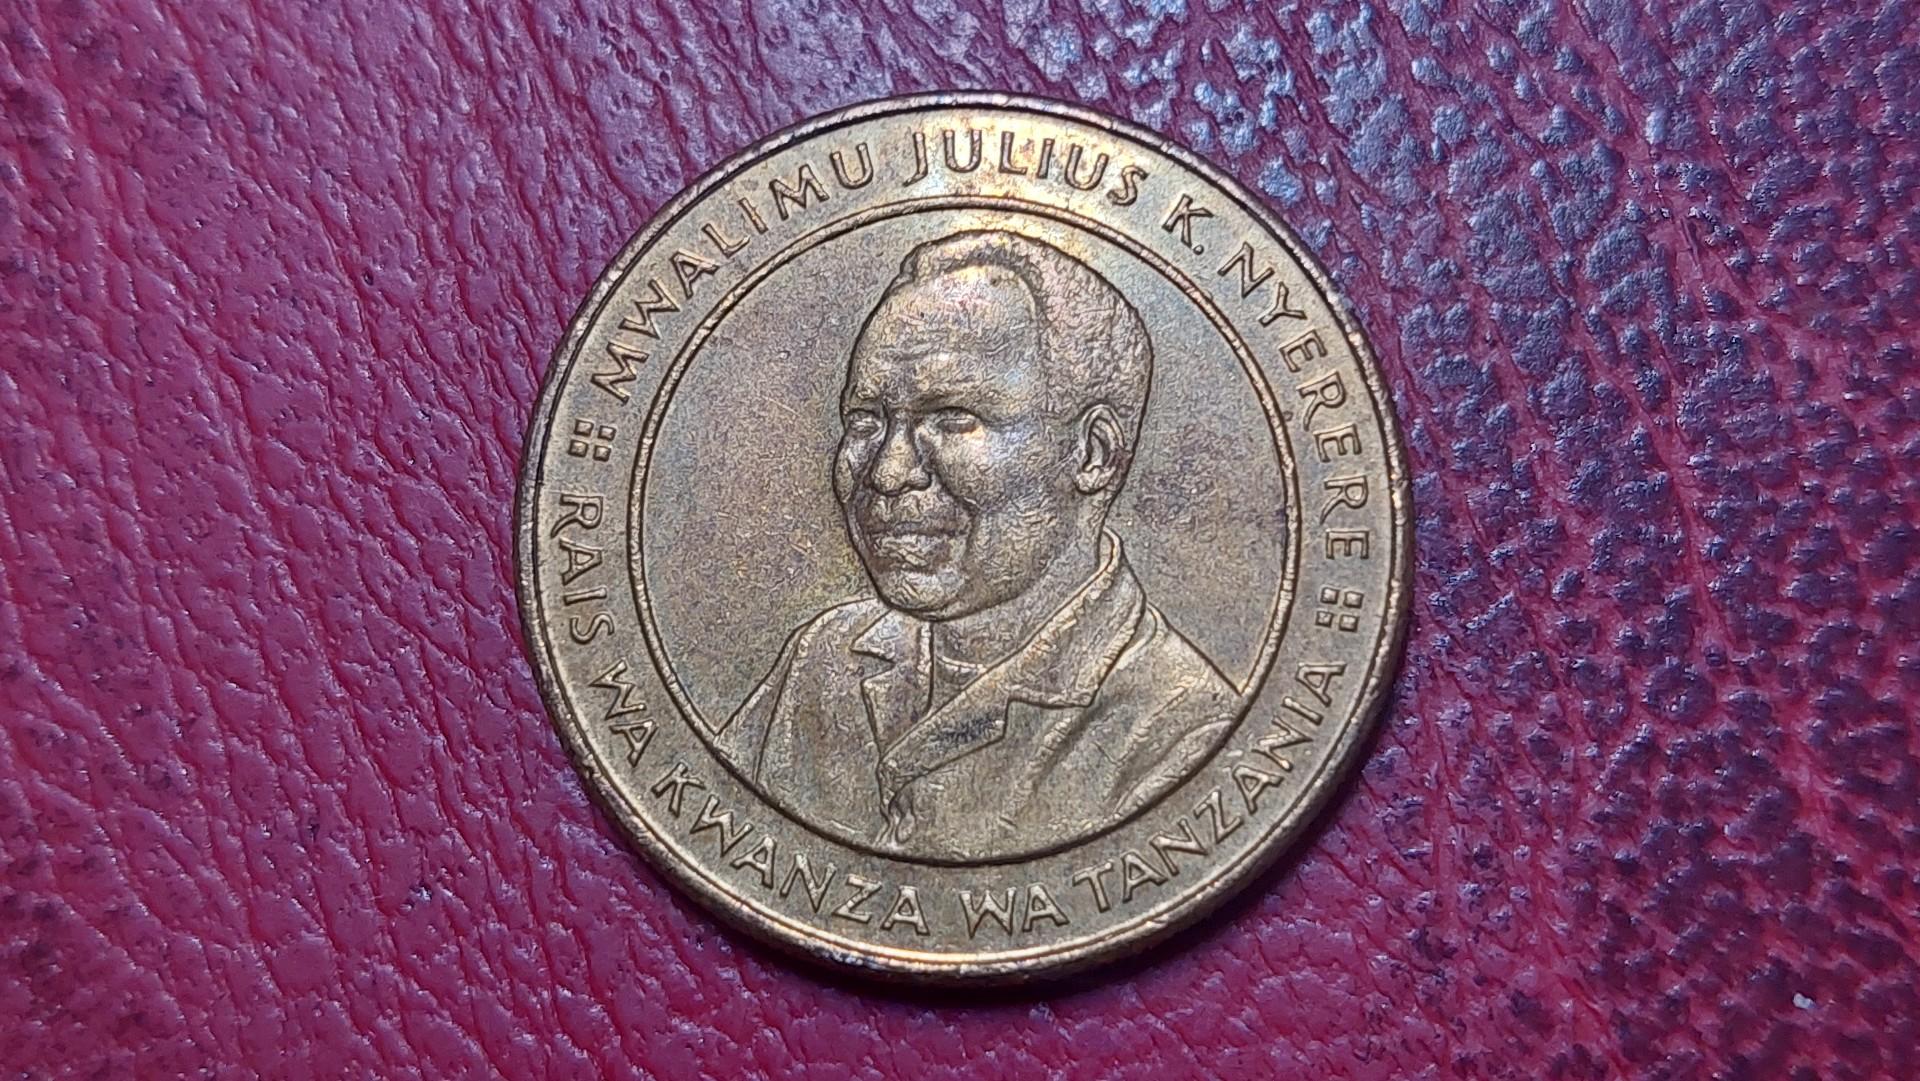 MWALIMU JULIUS K. NYERERE
RAIS WA KWANZA WA TANZANIA